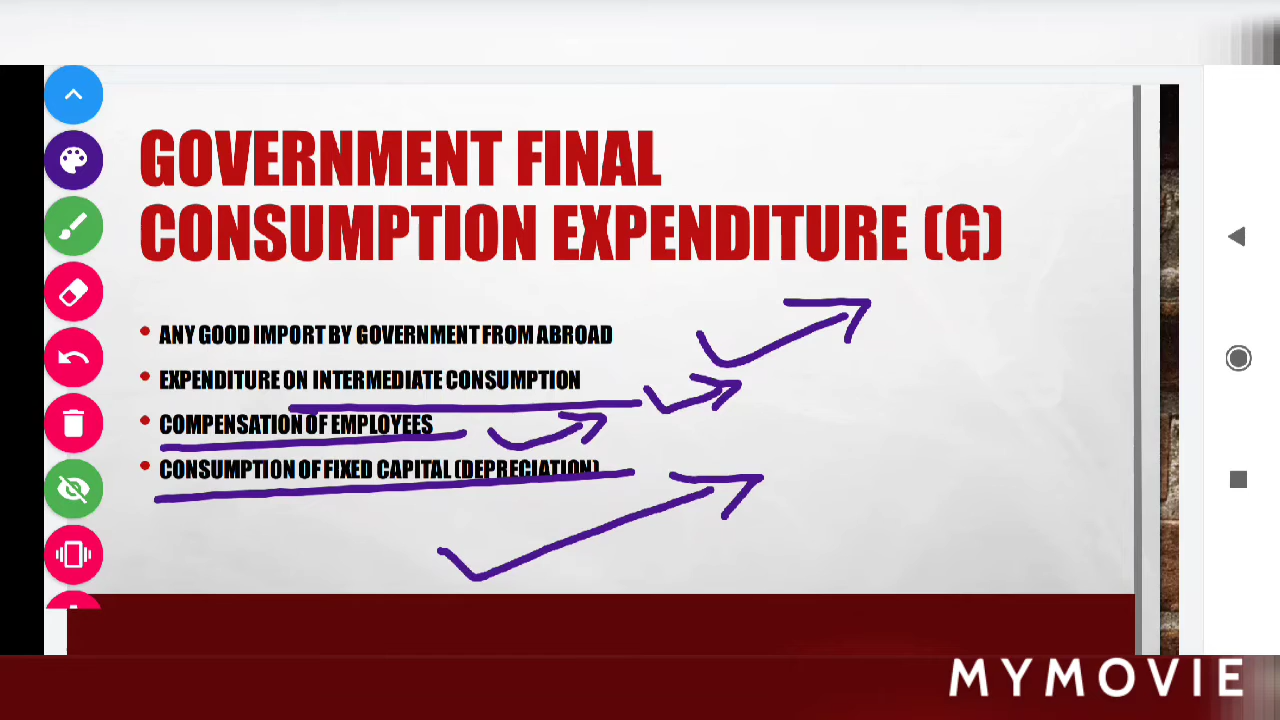 GOVERNMENT FINAL
CONSUMPTION EXPENDITURE (G)
• ANY GOOD IMPORT BY GOVERNMENT FROM ABROAD
• EXPENDITURE ON INTERMEDIATE CONSUMPTION
• COMPENSATION OF EMPLOYEES
• CONSUMPTION OF FIXED CAPITAL (DEPRECIATION)
MYMOVIE